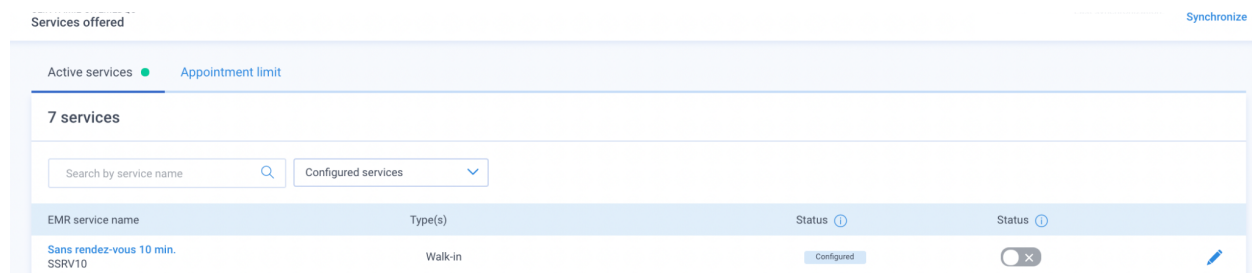 Services offered
Synchronize
Active services
Appointment limit
7 services
Search by service name
Configured services
EMR service name Type(s) Status Status
Sans rendez-vous 10 min.
SSRV10
Walk-in
Configured